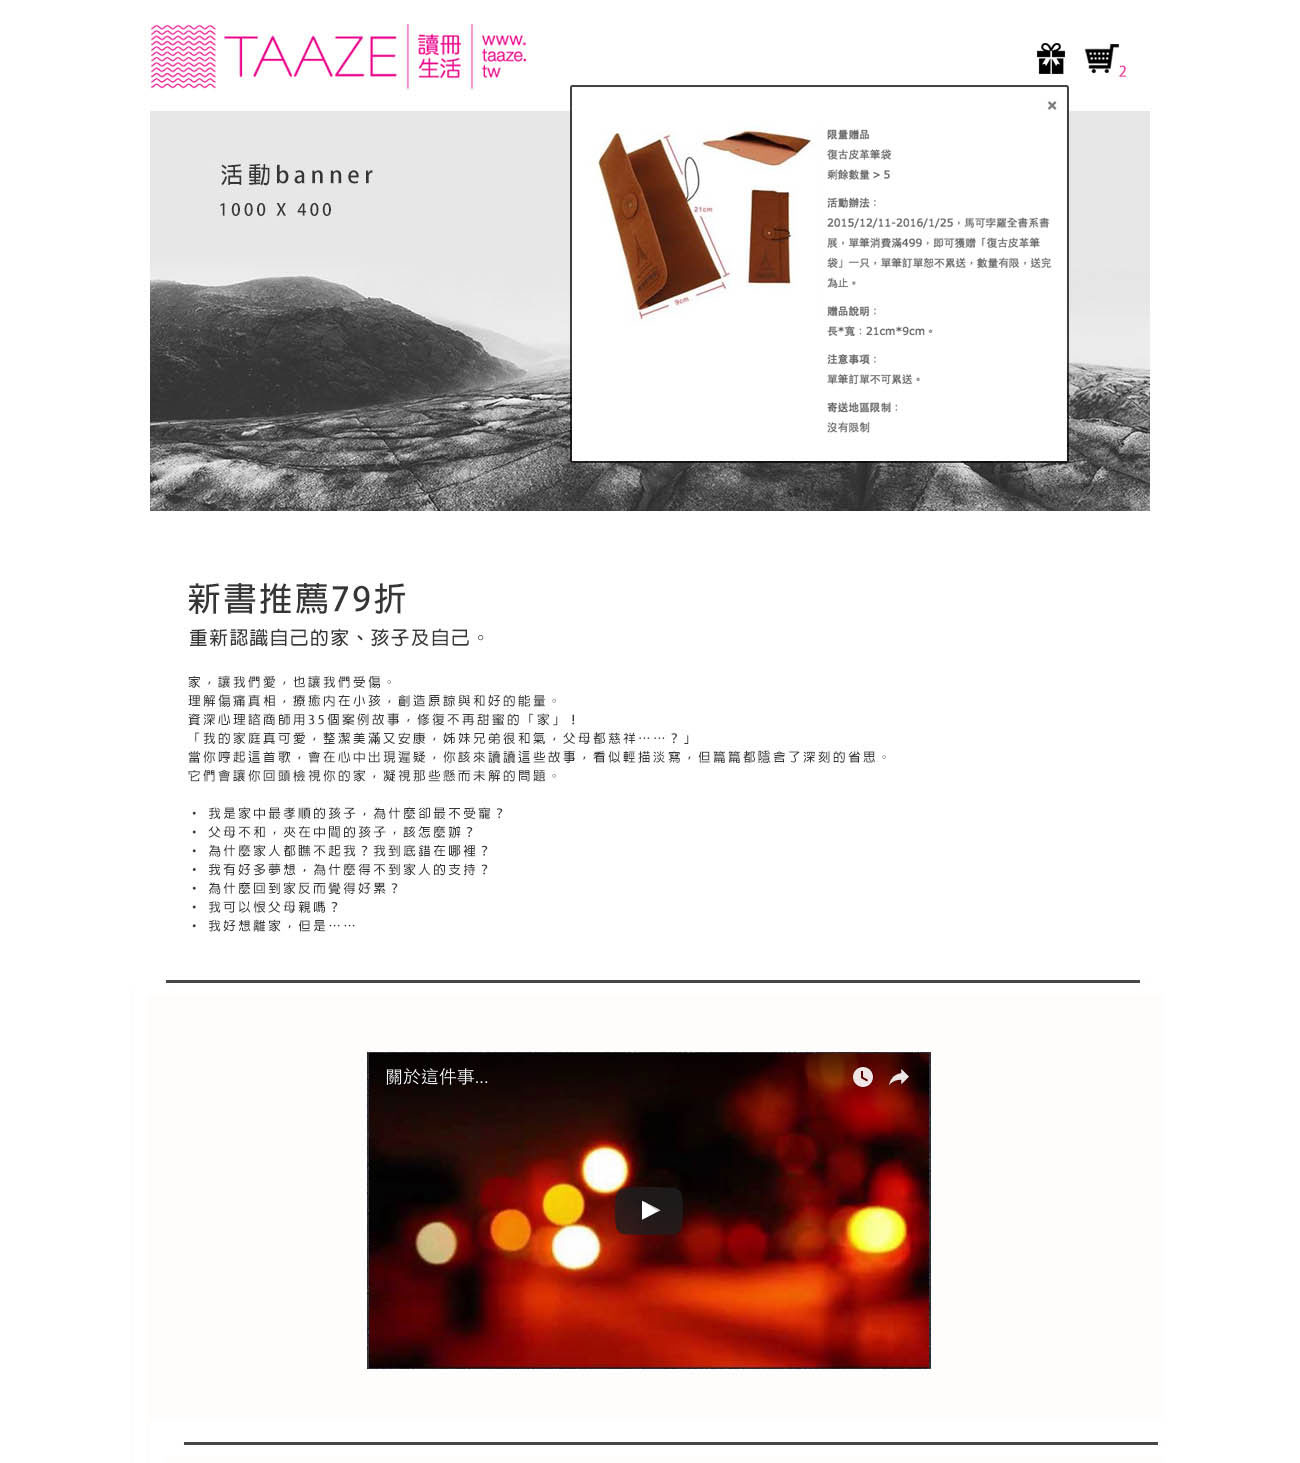 TAAZE
讀冊
生活
www.
taaze.
tw
2
×
活動banner
1000 X 400
21cm
9cm
限量贈品
復古皮革筆袋
剩餘數量 > 5
活動辦法：
2015/12/11-2016/1/25，馬可孛羅全書系書
展，單筆消費滿499，即可獲贈「復古皮革筆
袋」一只，單筆訂單恕不累送，數量有限，送完
為止。
贈品說明：
長*寬：21cm*9cm。
注意事項：
單筆訂單不可累送。
寄送地區限制：
沒有限制
新書推薦79折
重新認識自己的家、孩子及自己。
家，讓我們愛，也讓我們受傷。
理解傷痛真相，療癒內在小孩，創造原諒與和好的能量。
資深心理諮商師用35個案例故事，修復不再甜蜜的「家」！
「我的家庭真可愛，整潔美滿又安康，姊妹兄弟很和氣，父母都慈祥……？」
當你哼起這首歌，會在心中出現遲疑，你該來讀讀這些故事，看似輕描淡寫，但篇篇都隱含了深刻的省思。
它們會讓你回頭檢視你的家，凝視那些懸而未解的問題。
• 我是家中最孝順的孩子，為什麼卻最不受寵？
• 父母不和，夾在中間的孩子，該怎麼辦？
• 為什麼家人都瞧不起我？我到底錯在哪裡？
• 我有好多夢想，為什麼得不到家人的支持？
• 為什麼回到家反而覺得好累？
• 我可以恨父母親嗎？
• 我好想離家，但是……
關於這件事...